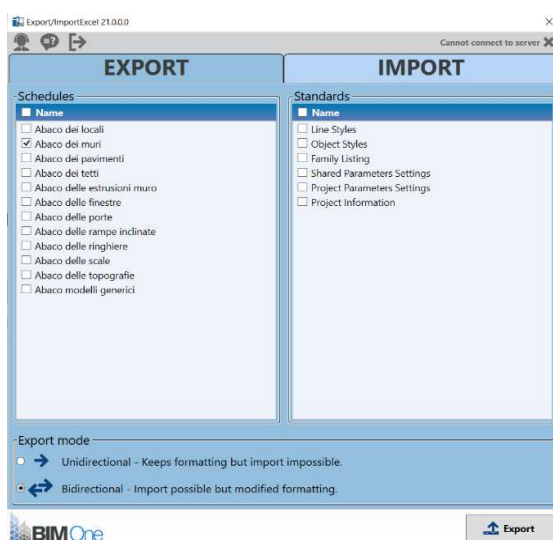 Export/ImportExcel 21.0.0.0
Cannot connect to server
EXPORT
IMPORT
Schedules
Name
Abaco dei locali
Abaco dei muri
Abaco dei pavimenti
Abaco dei tetti
Abaco delle estrusioni muro
Abaco delle finestre
Abaco delle porte
Abaco delle rampe inclinate
Abaco delle ringhiere
Abaco delle scale
Abaco delle topografie
Abaco modelli generici
Standards
Name
Line Styles
Object Styles
Family Listing
Shared Parameters Settings
Project Parameters Settings
Project Information
Export mode
Unidirectional - Keeps formatting but import impossible.
Bidirectional - Import possible but modified formatting.
BIMOne
Export